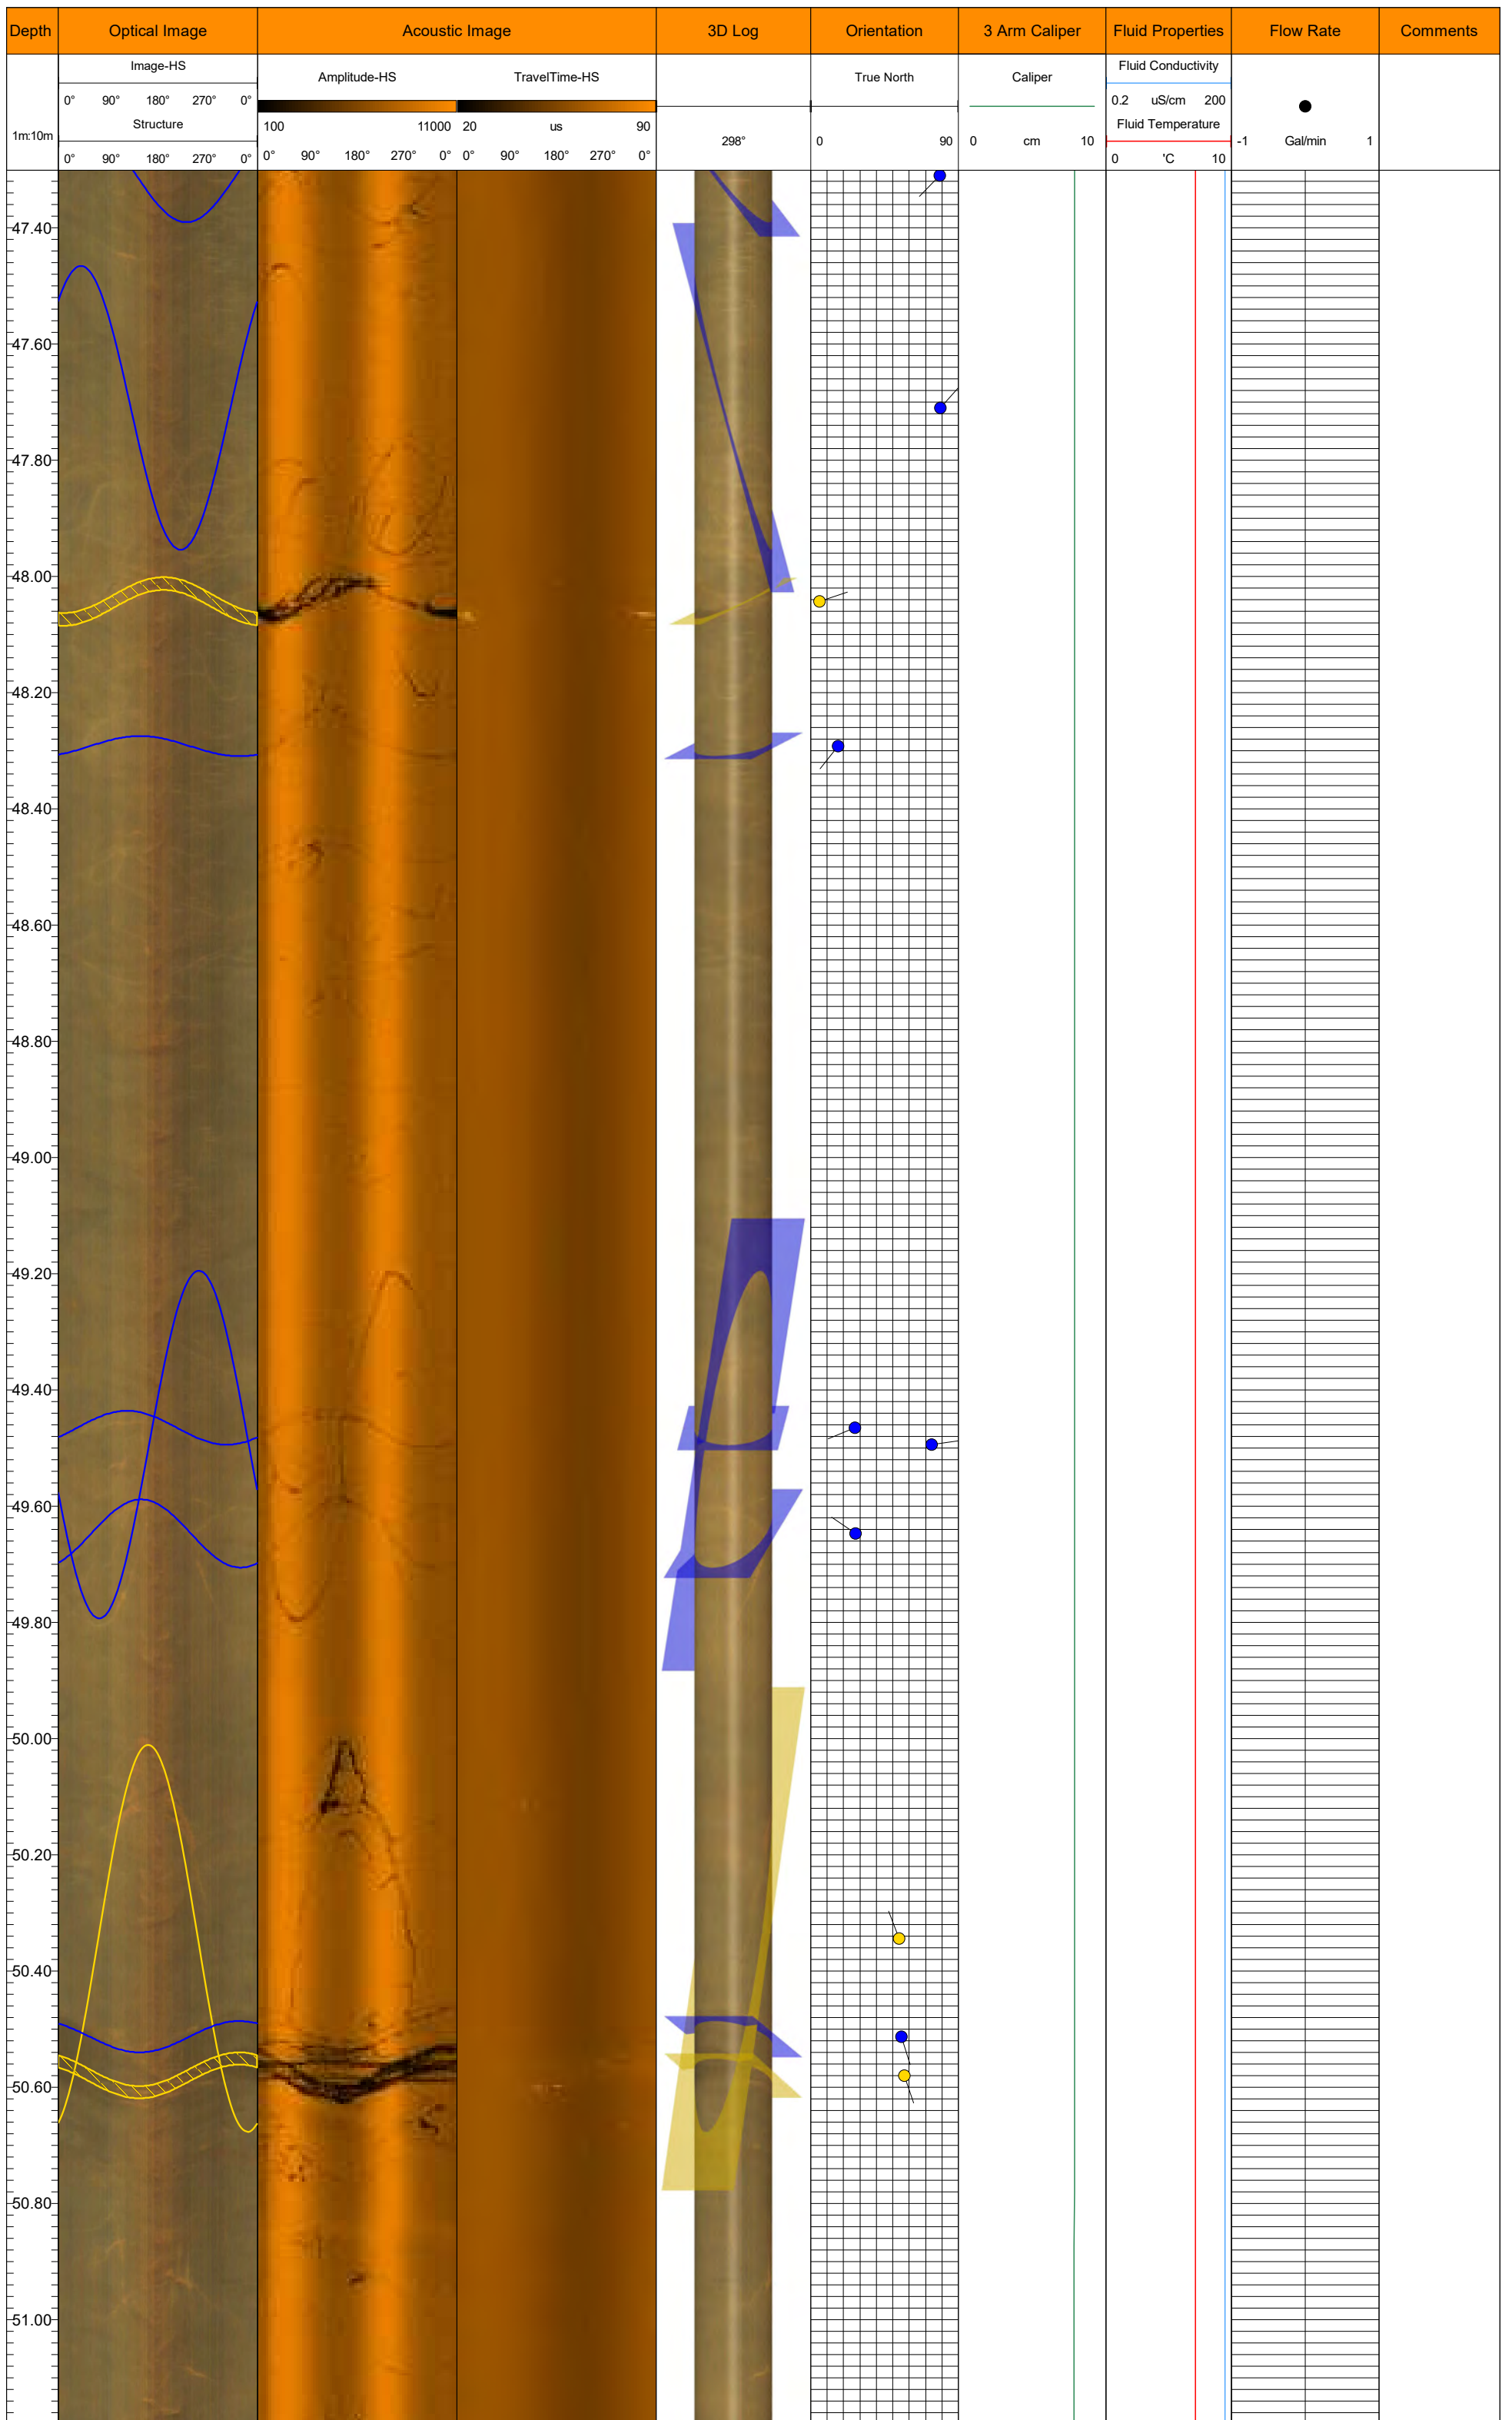 Depth Optical Image Acoustic Image 3D Log Orientation 3 Arm Caliper Fluid Properties Flow Rate Comments
1m:10m
Image-HS
0° 90° 180° 270° 0°
Structure
0° 90° 180° 270° 0°
Amplitude-HS
100 11000
0° 90° 180° 270° 0°
TravelTime-HS
20 us 90
0° 90° 180° 270° 0°
298°
True North
0 90
Caliper
0 cm 10
Fluid Conductivity
0.2 uS/cm 200
Fluid Temperature
0 'C 10
-1 Gal/min 1
47.40
47.60
47.80
48.00
48.20
48.40
48.60
48.80
49.00
49.20
49.40
49.60
49.80
50.00
50.20
50.40
50.60
50.80
51.00